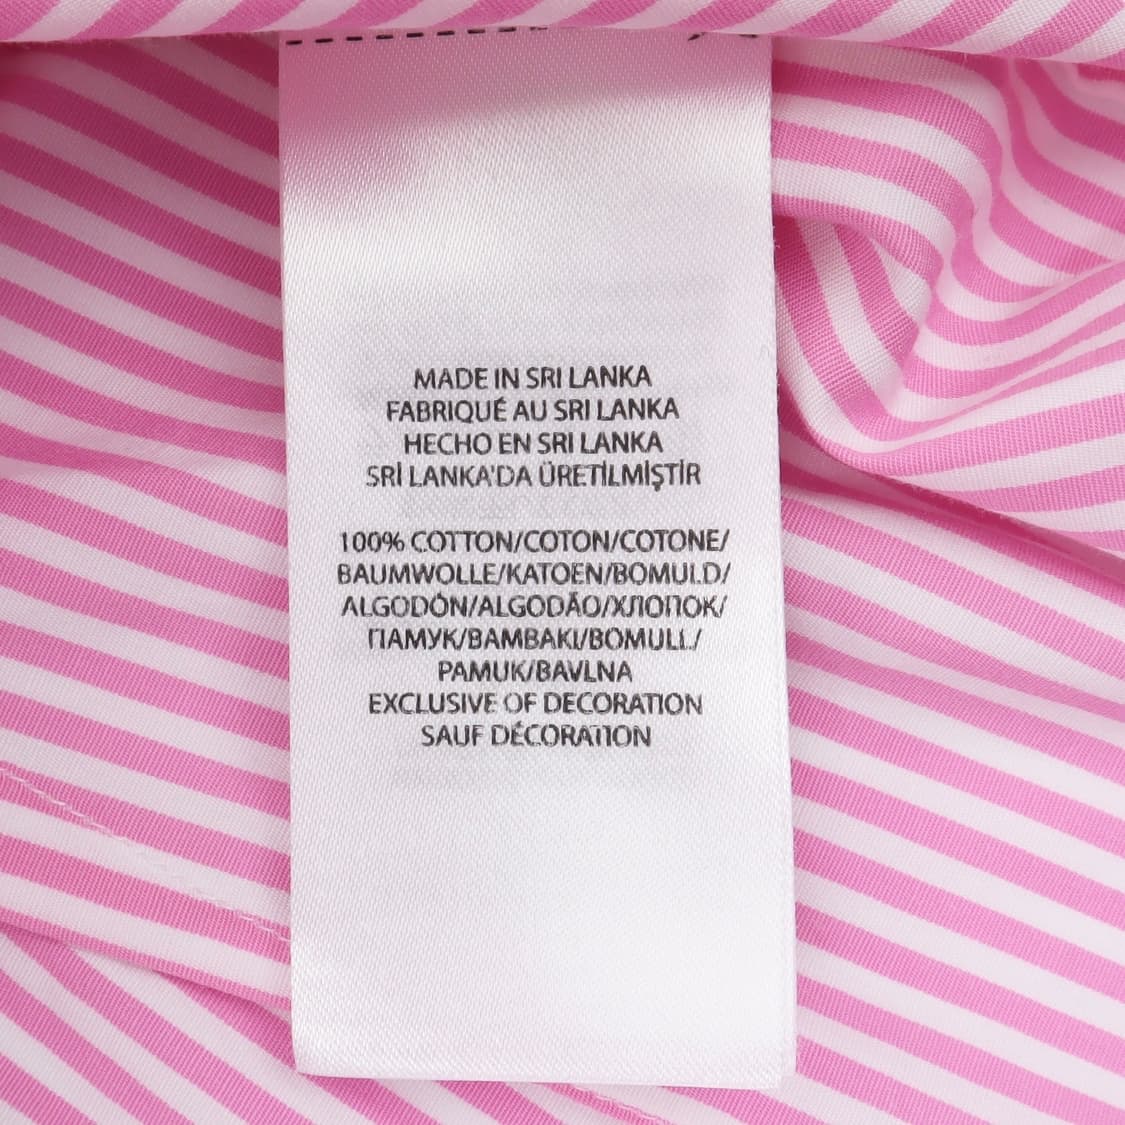 MADE IN SRI LANKA
FABRIQUÉ AU SRI LANKA
HECHO EN SRI LANKA
SRİ LANKA'DA ÜRETİLMİŞTİR
100% COTTON/COTON/COTONE/
BAUMWOLLE/KATOEN/BOMULD/
ALGODÓN/ALGODÃO/ХЛОПОК/
ПАМУК/ΒΑΜΒΑΚΙ/BOMULL/
PAMUK/BAVLNA
EXCLUSIVE OF DECORATION
SAUF DÉCORATION